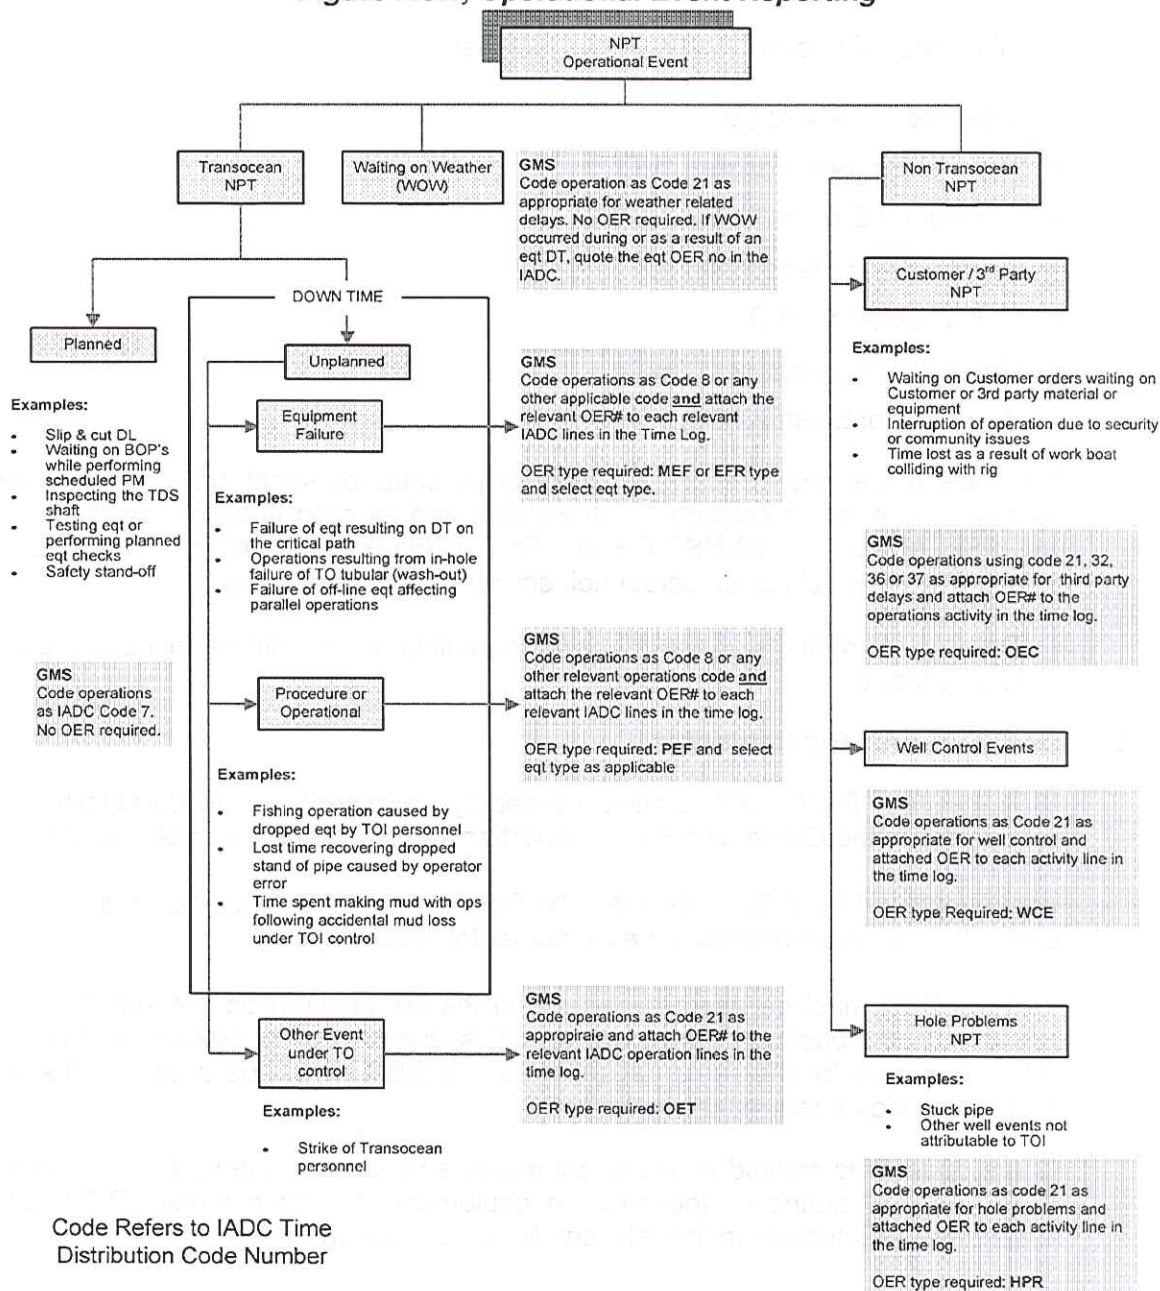 Operational Event Reporting
NPT
Operational Event
Transocean
NPT
Waiting on Weather
(WOW)
GMS
Code operation as Code 21 as
appropriate for weather related
delays. No OER required. If WOW
occurred during or as a result of an
eqt DT, quote the eqt OER no in the
IADC.
Non Transocean
NPT
Customer / 3rd Party
NPT
DOWN TIME
Planned
Unplanned
Examples:
• Waiting on Customer orders waiting on
Customer or 3rd party material or
equipment
• Interruption of operation due to security
or community issues
• Time lost as a result of work boat
colliding with rig
Examples:
• Slip & cut DL
• Waiting on BOP's
while performing
scheduled PM
• Inspecting the TDS
shaft
• Testing eqt or
performing planned
eqt checks
• Safety stand-off
Equipment
Failure
GMS
Code operations as Code 8 or any
other applicable code and attach the
relevant OER# to each relevant
IADC lines in the Time Log.
OER type required: MEF or EFR type
and select eqt type.
Examples:
• Failure of eqt resulting on DT on
the critical path
• Operations resulting from in-hole
failure of TO tubular (wash-out)
• Failure of off-line eqt affecting
parallel operations
GMS
Code operations using code 21, 32,
36 or 37 as appropriate for third party
delays and attach OER# to the
operations activity in the time log.
OER type required: OEC
GMS
Code operations
as IADC Code 7.
No OER required.
Procedure or
Operational
GMS
Code operations as Code 8 or any
other relevant operations code and
attach the relevant OER# to each
relevant IADC lines in the time log.
OER type required: PEF and select
eqt type as applicable
Well Control Events
Examples:
• Fishing operation caused by
dropped eqt by TOI personnel
• Lost time recovering dropped
stand of pipe caused by operator
error
• Time spent making mud with ops
following accidental mud loss
under TOI control
GMS
Code operations as Code 21 as
appropriate for well control and
attached OER to each activity line in
the time log.
OER type Required: WCE
Other Event
under TO
control
GMS
Code operations as Code 21 as
appropiraie and attach OER# to the
relevant IADC operation lines in the
time log.
OER type required: OET
Hole Problems
NPT
Examples:
• Strike of Transocean
personnel
Examples:
• Stuck pipe
• Other well events not
attributable to TOI
GMS
Code operations as code 21 as
appropriate for hole problems and
attached OER to each activity line in
the time log.
OER type required: HPR
Code Refers to IADC Time
Distribution Code Number